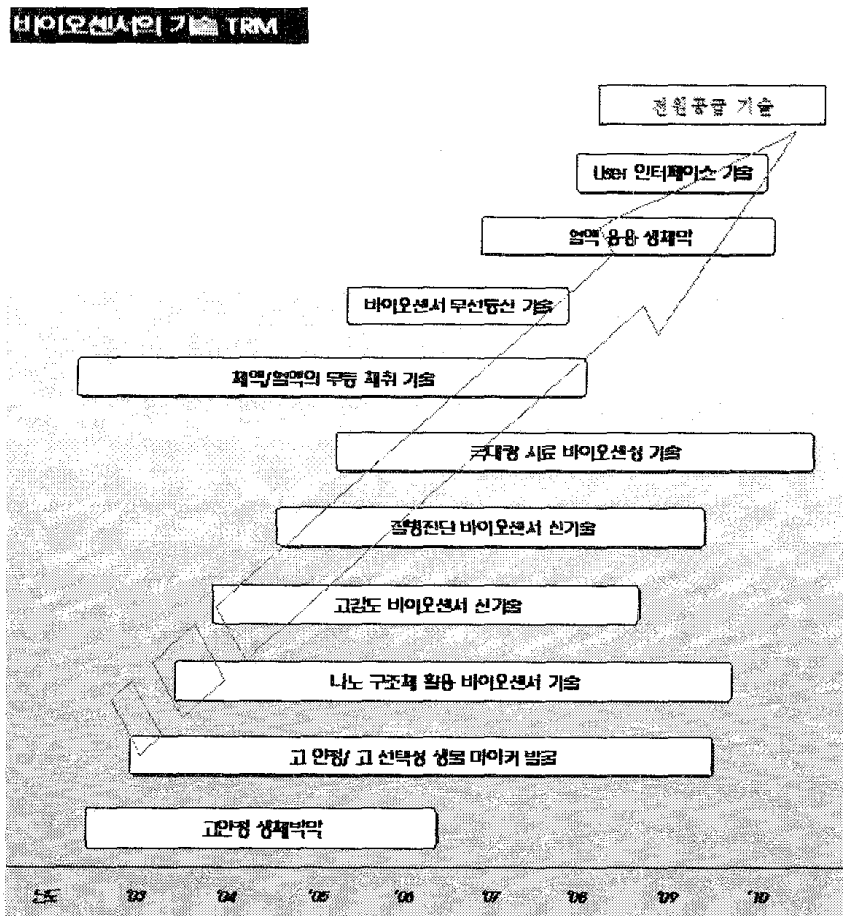 바이오센서의 기술 TRM
전원공급 기술
User 인터페이스 기술
혈액 응용 생체막
바이오센서 무선통신 기술
체액/혈액의 무통 채취 기술
극대량 시료 바이오센싱 기술
질병진단 바이오센서 신기술
고감도 바이오센서 신기술
나노 구조체 활용 바이오센서 기술
고 안정/ 고 선택성 생물 마이커 발굴
고안정 생체박막
년도 '03 '04 '05 '06 '07 '08 '09 '10